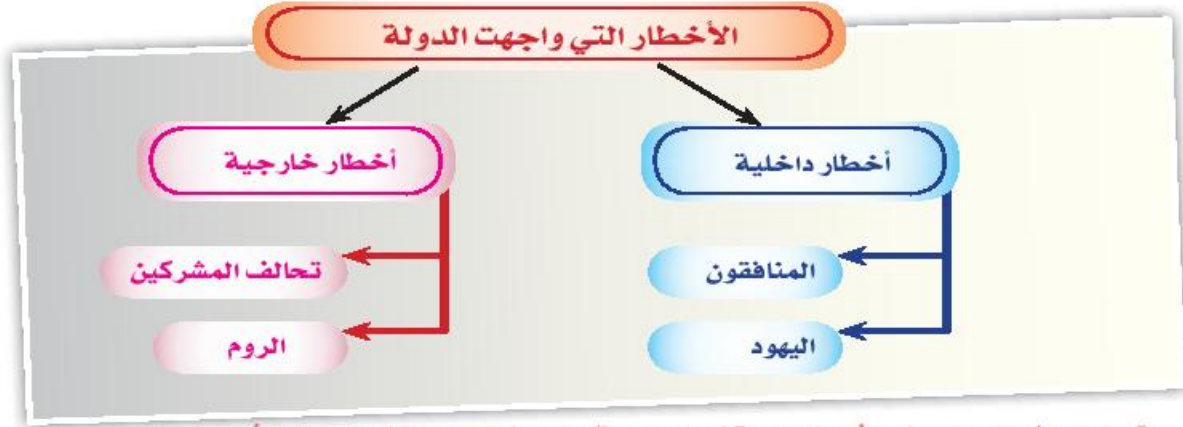 الأخطار التي واجهت الدولة
أخطار داخلية
المنافقون
اليهود
أخطار خارجية
تحالف المشركين
الروم